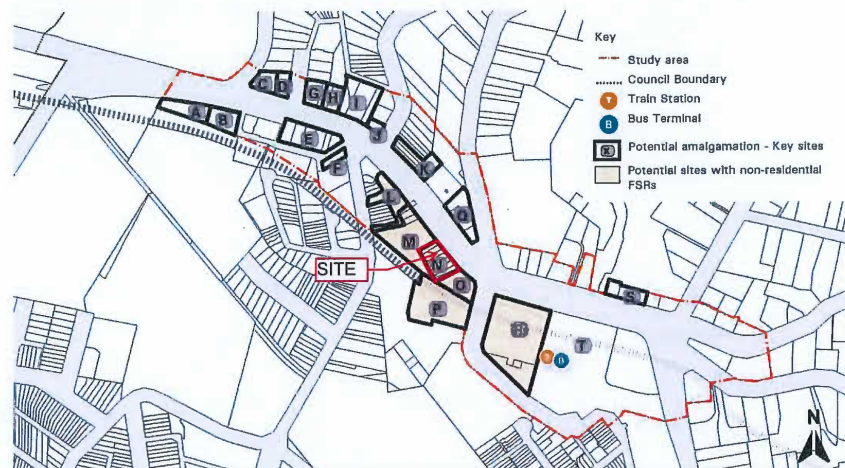 Key
Study area
Council Boundary
T Train Station
B Bus Terminal
X Potential amalgamation - Key sites
Potential sites with non-residential
FSRs
C D
G H I
A B
E
J
F
K
L
Q
M
N
SITE
O
S
P
T
N